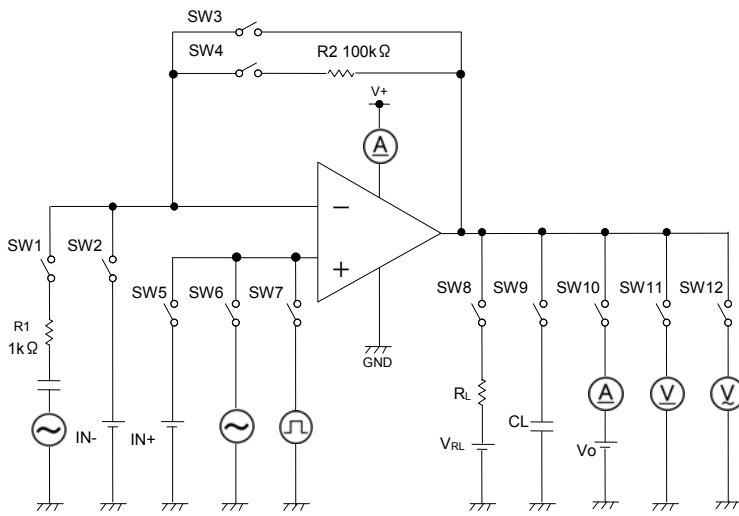 SW3
SW4
R2 100kΩ
V+
A
−
+
SW1
SW2
SW5
SW6
SW7
SW8
SW9
SW10
SW11
SW12
R1
1kΩ
GND
RL
A
V
V
IN-
IN+
VRL
CL
Vo